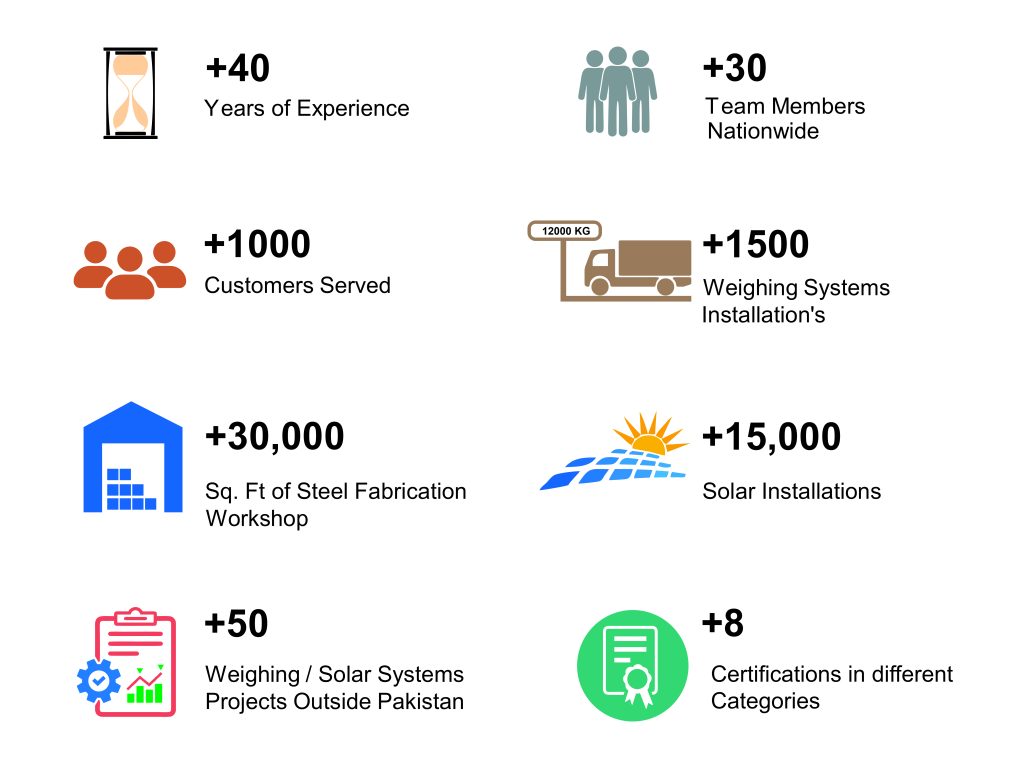 +40
Years of Experience
+30
Team Members
Nationwide
+1000
Customers Served
12000 KG
+1500
Weighing Systems
Installation's
+30,000
Sq. Ft of Steel Fabrication
Workshop
+15,000
Solar Installations
+50
Weighing / Solar Systems
Projects Outside Pakistan
+8
Certifications in different
Categories